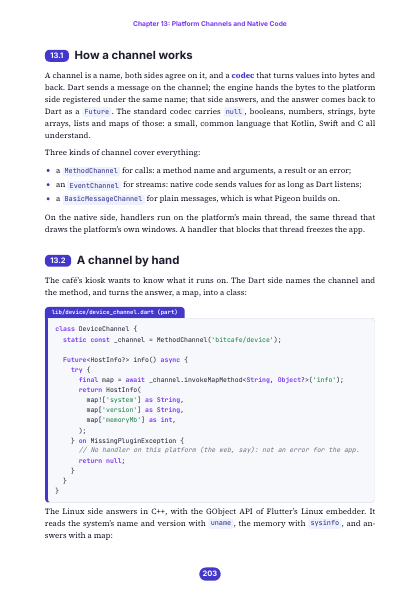 Chapter 13: Platform Channels and Native Code
13.1 How a channel works
A channel is a name, both sides agree on it, and a codec that turns values into bytes and
back. Dart sends a message on the channel; the engine hands the bytes to the platform
side registered under the same name; that side answers, and the answer comes back to
Dart as a Future. The standard codec carries null, booleans, numbers, strings, byte
arrays, lists and maps of those: a small, common language that Kotlin, Swift and C all
understand.
Three kinds of channel cover everything:
• a MethodChannel for calls: a method name and arguments, a result or an error;
• an EventChannel for streams: native code sends values for as long as Dart listens;
• a BasicMessageChannel for plain messages, which is what Pigeon builds on.
On the native side, handlers run on the platform's main thread, the same thread that
draws the platform's own windows. A handler that blocks that thread freezes the app.
13.2 A channel by hand
The café's kiosk wants to know what it runs on. The Dart side names the channel and
the method, and turns the answer, a map, into a class:
lib/device/device_channel.dart (part)
class DeviceChannel {
  static const _channel = MethodChannel('bitcafe/device');
  Future<HostInfo?> info() async {
    try {
      final map = await _channel.invokeMapMethod<String, Object?>('info');
      return HostInfo(
        map!['system'] as String,
        map['version'] as String,
        map['memoryMb'] as int,
      );
    } on MissingPluginException {
      // No handler on this platform (the web, say): not an error for the app.
      return null;
    }
  }
}
The Linux side answers in C++, with the GObject API of Flutter's Linux embedder. It
reads the system's name and version with uname, the memory with sysinfo, and an-
swers with a map:
203